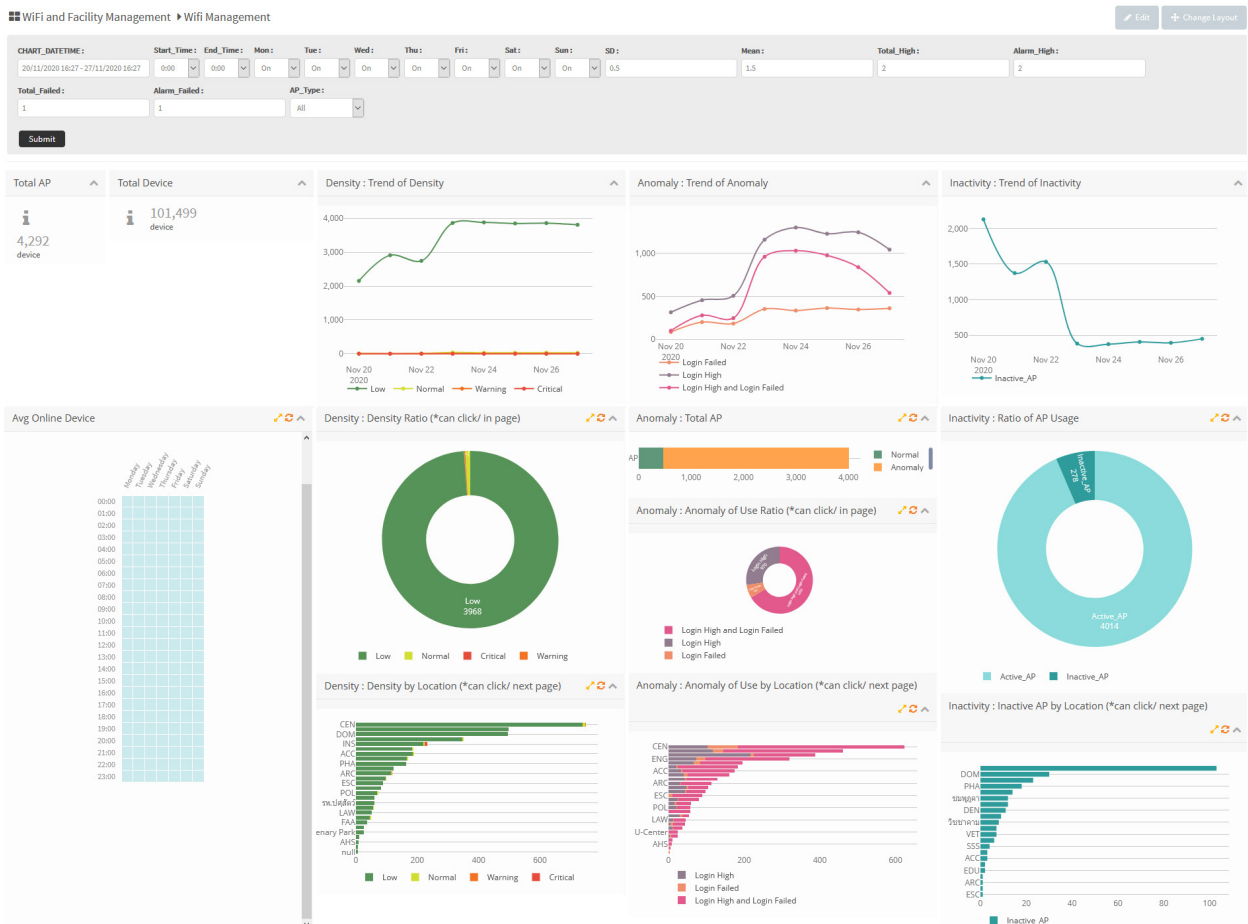 WiFi and Facility Management Wifi Management
Edit
Change Layout
CHART_DATETIME :
Start_Time :
End_Time :
Mon :
Tue :
Wed :
Thu :
Fri :
Sat :
Sun :
SD :
Mean :
Total_High :
Alarm_High :
20/11/2020 16:27 - 27/11/2020 16:27
0:00
0:00
On
On
On
On
On
On
On
0.5
1.5
2
2
Total_Failed :
Alarm_Failed :
AP_Type :
1
1
All
Submit
Total AP
4,292
device
Total Device
101,499
device
Density : Trend of Density
4,000
3,000
2,000
1,000
0
Nov 20
2020
Nov 22
Nov 24
Nov 26
Low
Normal
Warning
Critical
Anomaly : Trend of Anomaly
1,000
500
0
Nov 20
2020
Nov 22
Nov 24
Nov 26
Login Failed
Login High
Login High and Login Failed
Inactivity : Trend of Inactivity
2,000
1,500
1,000
500
Nov 20
2020
Nov 22
Nov 24
Nov 26
Inactive_AP
Avg Online Device
Monday
Tuesday
Wednesday
Thursday
Friday
Saturday
Sunday
00:00
01:00
02:00
03:00
04:00
05:00
06:00
07:00
08:00
09:00
10:00
11:00
12:00
13:00
14:00
15:00
16:00
17:00
18:00
19:00
20:00
21:00
22:00
23:00
Density : Density Ratio (*can click/ in page)
Low
3968
Low
Normal
Critical
Warning
Density : Density by Location (*can click/ next page)
CEN
DOM
INS
ACC
PHA
ARC
ESC
POL
รพ.ปศุสัตว์
LAW
FAA
enary Park
AHS
null
0
200
400
600
Low
Normal
Warning
Critical
Anomaly : Total AP
AP
0
1,000
2,000
3,000
4,000
Normal
Anomaly
Anomaly : Anomaly of Use Ratio (*can click/ in page)
Login High
Login High and Login Failed
Login High
Login Failed
Anomaly : Anomaly of Use by Location (*can click/ next page)
CEN
ENG
ACC
ARC
ESC
POL
LAW
U-Center
AHS
0
200
400
600
Login High
Login Failed
Login High and Login Failed
Inactivity : Ratio of AP Usage
Inactive_AP
278
Active_AP
4014
Active_AP
Inactive_AP
Inactivity : Inactive AP by Location (*can click/ next page)
DOM
PHA
DEN
VET
SSS
ACC
EDU
ARC
ESC
0
20
40
60
80
100
Inactive_AP